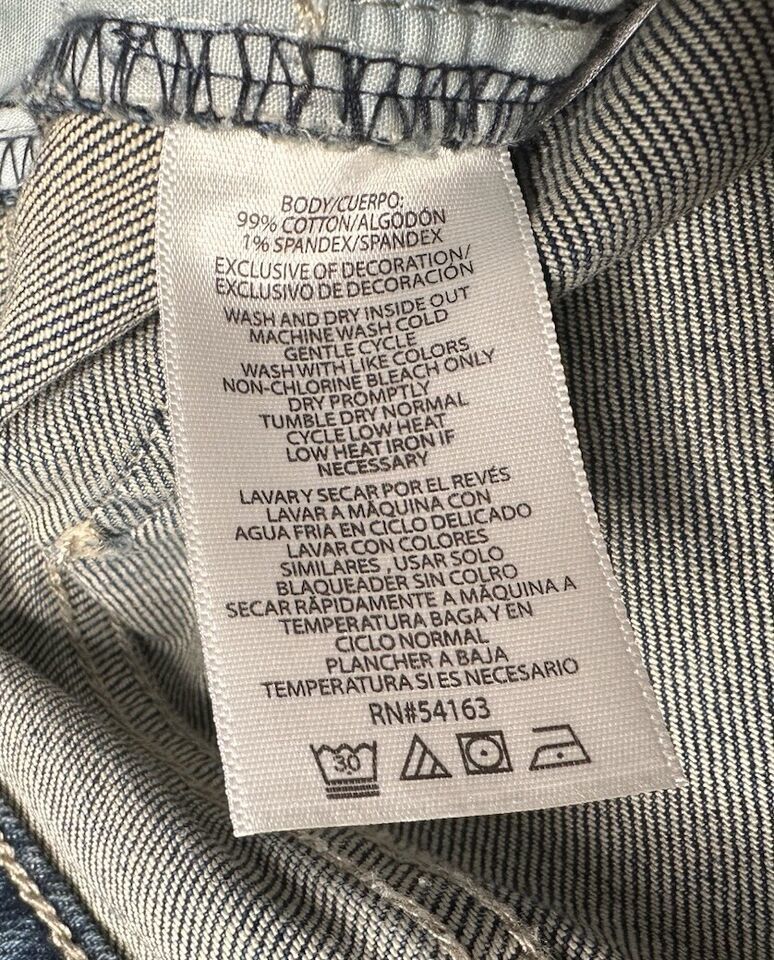 BODY/CUERPO:
99% COTTON/ALGODÓN
1% SPANDEX/SPANDEX
EXCLUSIVE OF DECORATION/
EXCLUSIVO DE DECORACIÓN
WASH AND DRY INSIDE OUT
MACHINE WASH COLD
GENTLE CYCLE
WASH WITH LIKE COLORS
NON-CHLORINE BLEACH ONLY
DRY PROMPTLY
TUMBLE DRY NORMAL
CYCLE LOW HEAT
LOW HEAT IRON IF
NECESSARY
LAVAR Y SECAR POR EL REVÉS
LAVAR A MÁQUINA CON
AGUA FRIA EN CICLO DELICADO
LAVAR CON COLORES
SIMILARES , USAR SOLO
BLAQUEADER SIN COLRO
SECAR RÁPIDAMENTE A MÁQUINA A
TEMPERATURA BAGA Y EN
CICLO NORMAL
PLANCHER A BAJA
TEMPERATURA SI ES NECESARIO
RN#54163
30